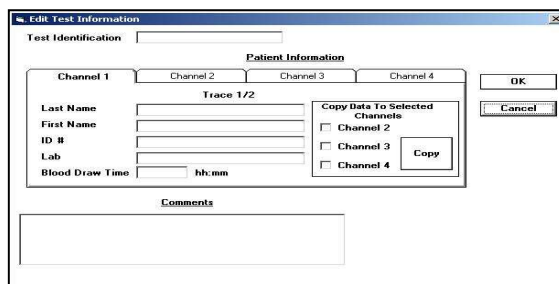 Edit Test Information
Test Identification
Patient Information
Channel 1 Channel 2 Channel 3 Channel 4
OK
Trace 1/2
Cancel
Last Name
First Name
ID #
Lab
Blood Draw Time hh:mm
Copy Data To Selected
Channels
Channel 2
Channel 3
Channel 4
Copy
Comments